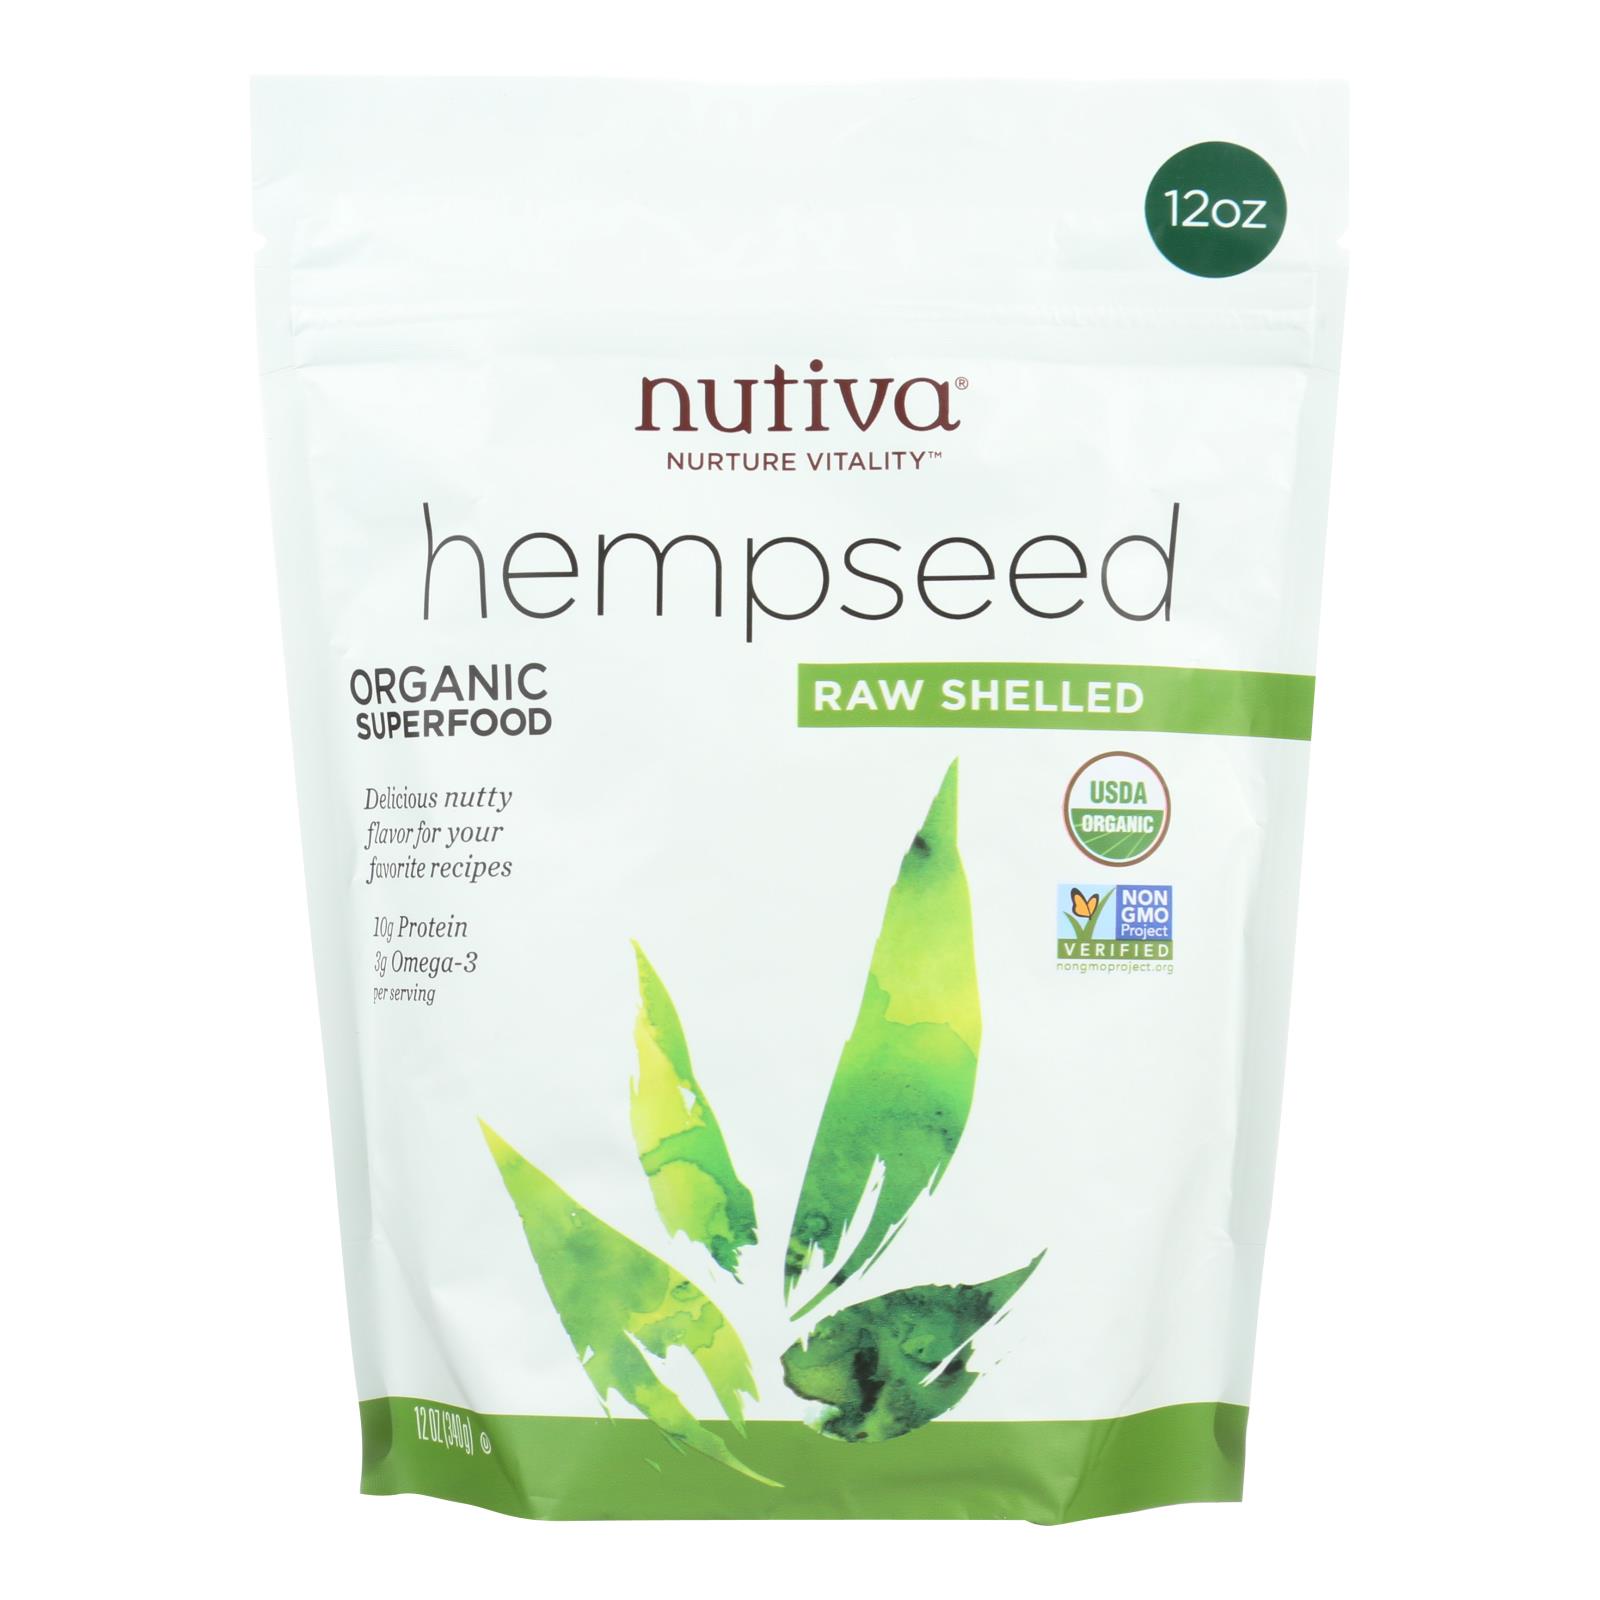 12oz
nutiva®
NURTURE VITALITY™
hempseed
ORGANIC
SUPERFOOD
RAW SHELLED
Delicious nutty
flavor for your
favorite recipes
10g Protein
3g Omega-3
per serving
USDA
ORGANIC
NON
GMO
Project
VERIFIED
nongmoproject.org
12 OZ (340g) U